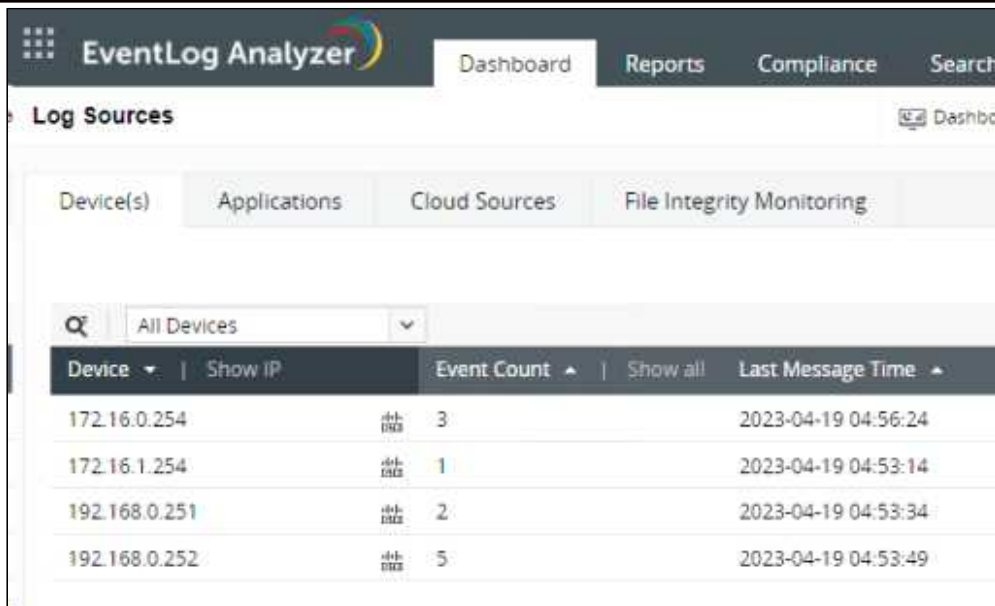 EventLog Analyzer Dashboard Reports Compliance Search
Log Sources Dashbo
Device(s) Applications Cloud Sources File Integrity Monitoring
All Devices
Device | Show IP Event Count | Show all Last Message Time
172.16.0.254 3 2023-04-19 04:56:24
172.16.1.254 1 2023-04-19 04:53:14
192.168.0.251 2 2023-04-19 04:53:34
192.168.0.252 5 2023-04-19 04:53:49